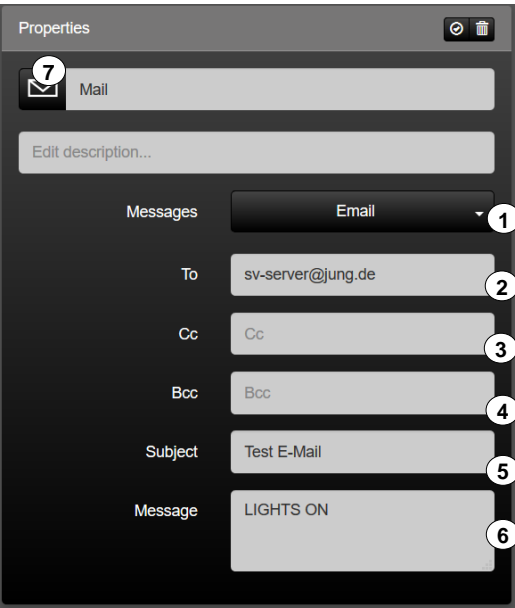 Properties
7
Mail
Edit description...
Messages Email 1
To sv-server@jung.de 2
Cc Cc 3
Bcc Bcc 4
Subject Test E-Mail 5
Message LIGHTS ON 6